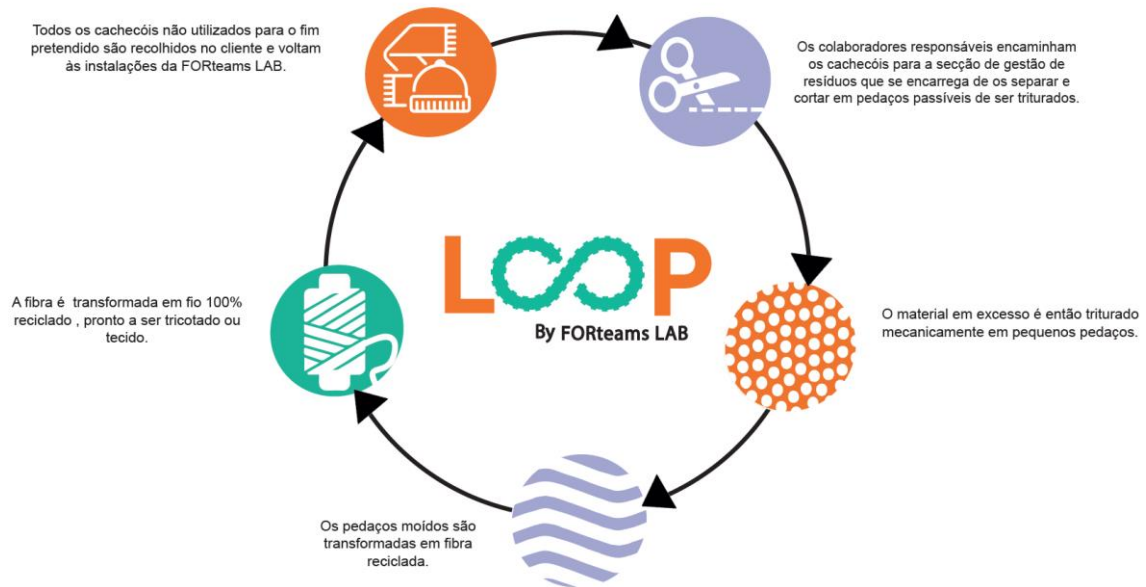 Todos os cachecóis não utilizados para o fim
pretendido são recolhidos no cliente e voltam
às instalações da FORteams LAB.
Os colaboradores responsáveis encaminham
os cachecóis para a secção de gestão de
resíduos que se encarrega de os separar e
cortar em pedaços passíveis de ser triturados.
LOOP
By FORteams LAB
A fibra é transformada em fio 100%
reciclado , pronto a ser tricotado ou
tecido.
O material em excesso é então triturado
mecanicamente em pequenos pedaços.
Os pedaços moídos são
transformadas em fibra
reciclada.